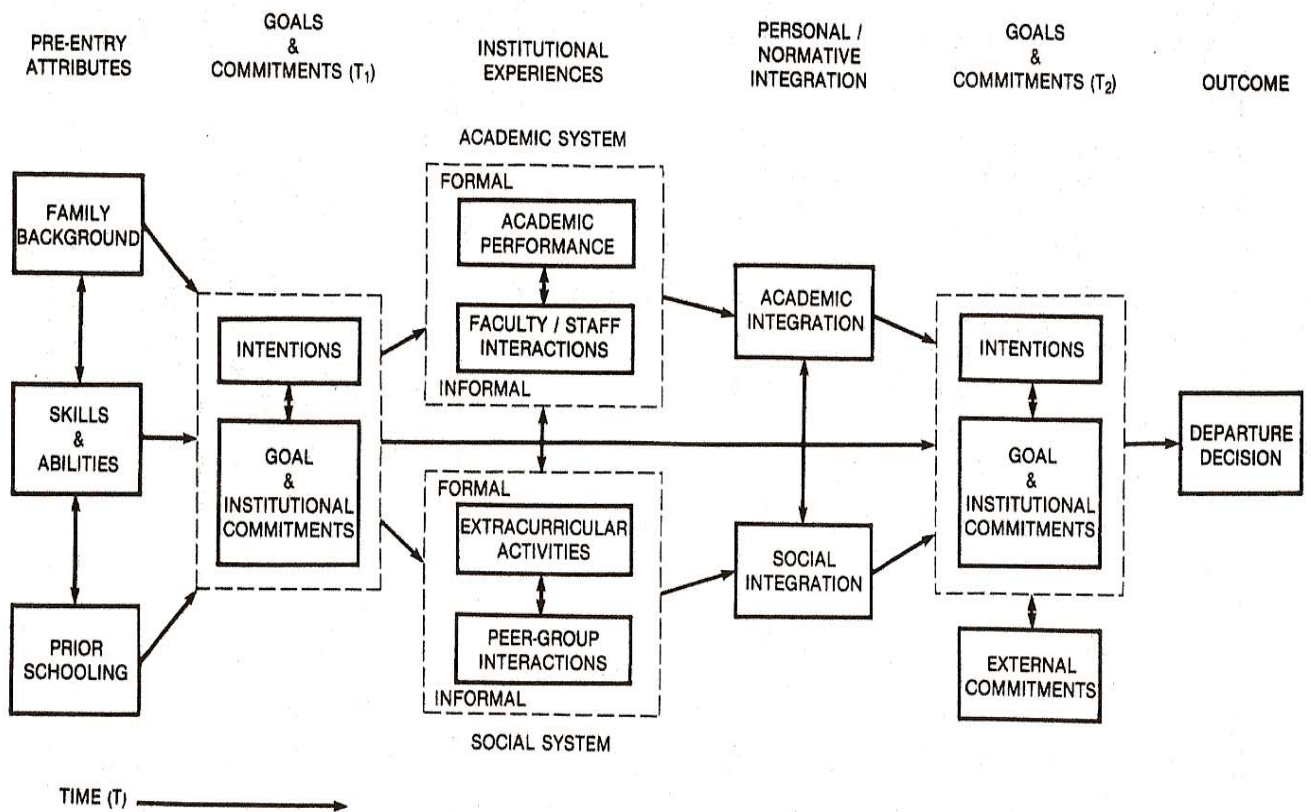 PRE-ENTRY
ATTRIBUTES
GOALS
&
COMMITMENTS (T₁)
INSTITUTIONAL
EXPERIENCES
PERSONAL /
NORMATIVE
INTEGRATION
GOALS
&
COMMITMENTS (T₂)
OUTCOME
FAMILY
BACKGROUND
SKILLS
&
ABILITIES
PRIOR
SCHOOLING
INTENTIONS
GOAL
&
INSTITUTIONAL
COMMITMENTS
ACADEMIC SYSTEM
FORMAL
ACADEMIC
PERFORMANCE
FACULTY / STAFF
INTERACTIONS
INFORMAL
FORMAL
EXTRACURRICULAR
ACTIVITIES
PEER-GROUP
INTERACTIONS
INFORMAL
SOCIAL SYSTEM
ACADEMIC
INTEGRATION
SOCIAL
INTEGRATION
INTENTIONS
GOAL
&
INSTITUTIONAL
COMMITMENTS
EXTERNAL
COMMITMENTS
DEPARTURE
DECISION
TIME (T)